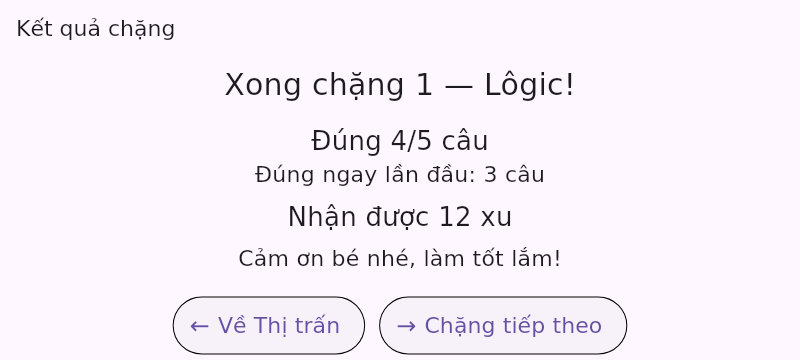 Kết quả chặng
Xong chặng 1 — Lôgic!
Đúng 4/5 câu
Đúng ngay lần đầu: 3 câu
Nhận được 12 xu
Cảm ơn bé nhé, làm tốt lắm!
← Về Thị trấn
→ Chặng tiếp theo